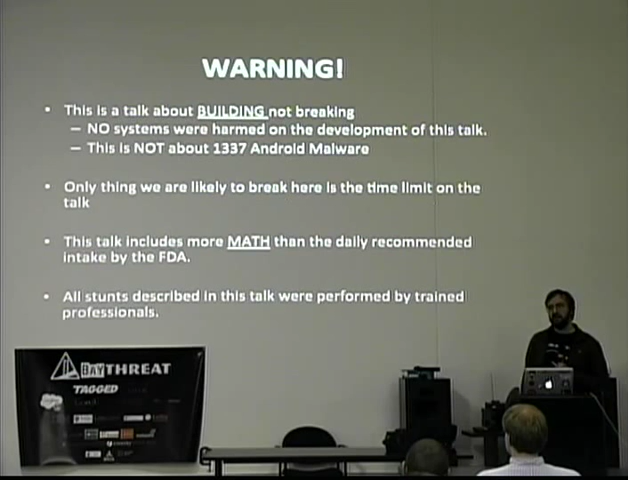 WARNING!
• This is a talk about BUILDING not breaking
– NO systems were harmed on the development of this talk.
– This is NOT about 1337 Android Malware
• Only thing we are likely to break here is the time limit on the
talk
• This talk includes more MATH than the daily recommended
intake by the FDA.
• All stunts described in this talk were performed by trained
professionals.
BAYTHREAT
TAGGED